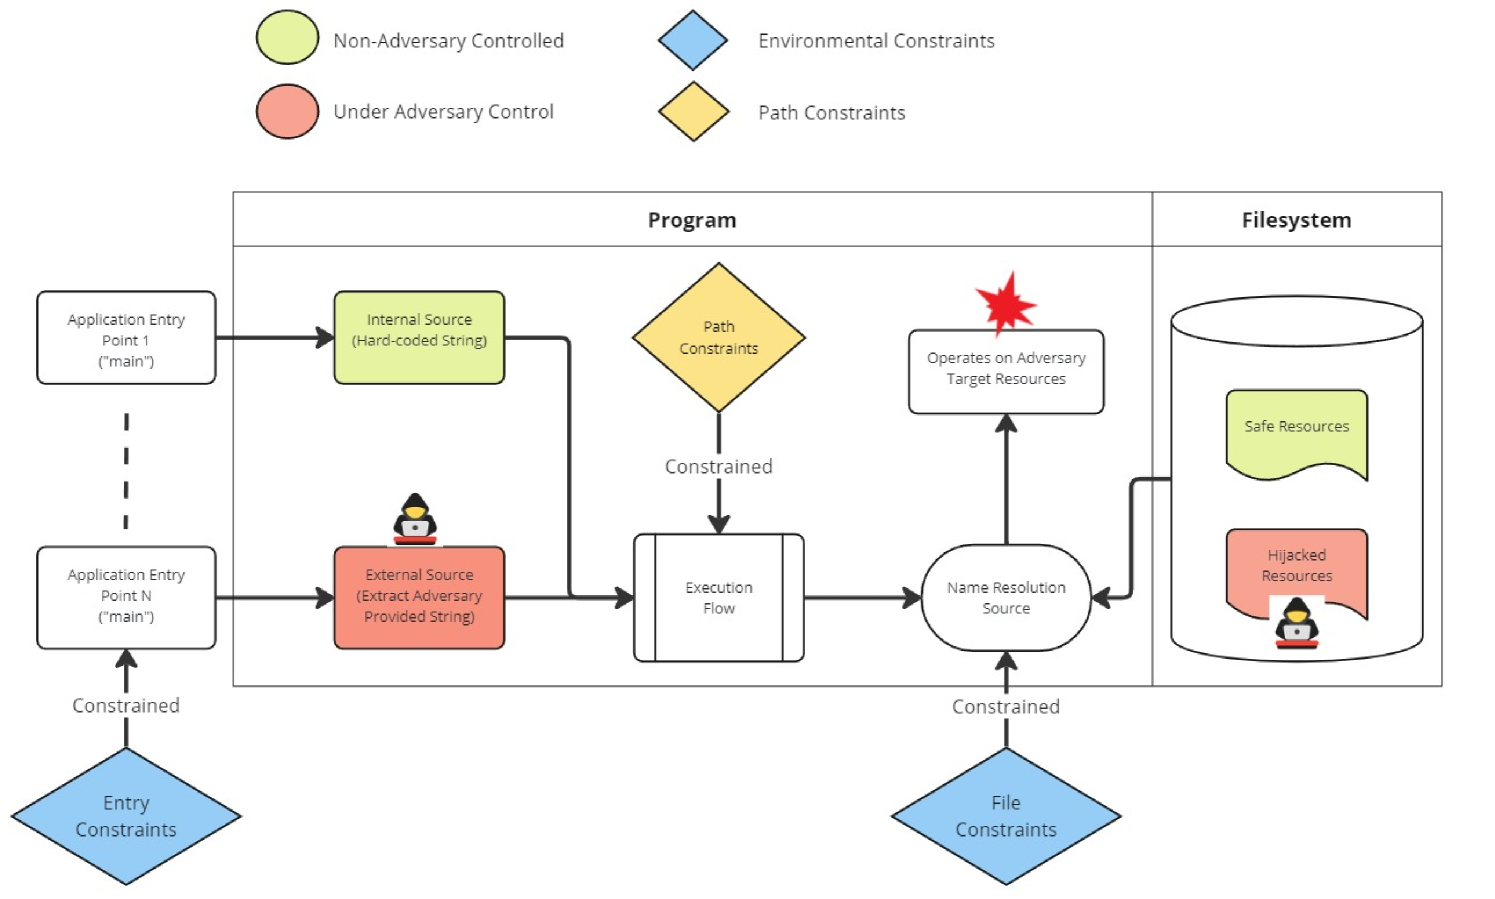 Non-Adversary Controlled
Environmental Constraints
Under Adversary Control
Path Constraints
Program
Filesystem
Application Entry
Point 1
("main")
Internal Source
(Hard-coded String)
Path
Constraints
Operates on Adversary
Target Resources
Safe Resources
Constrained
Application Entry
Point N
("main")
External Source
(Extract Adversary
Provided String)
Execution
Flow
Name Resolution
Source
Hijacked
Resources
Constrained
Constrained
Entry
Constraints
File
Constraints